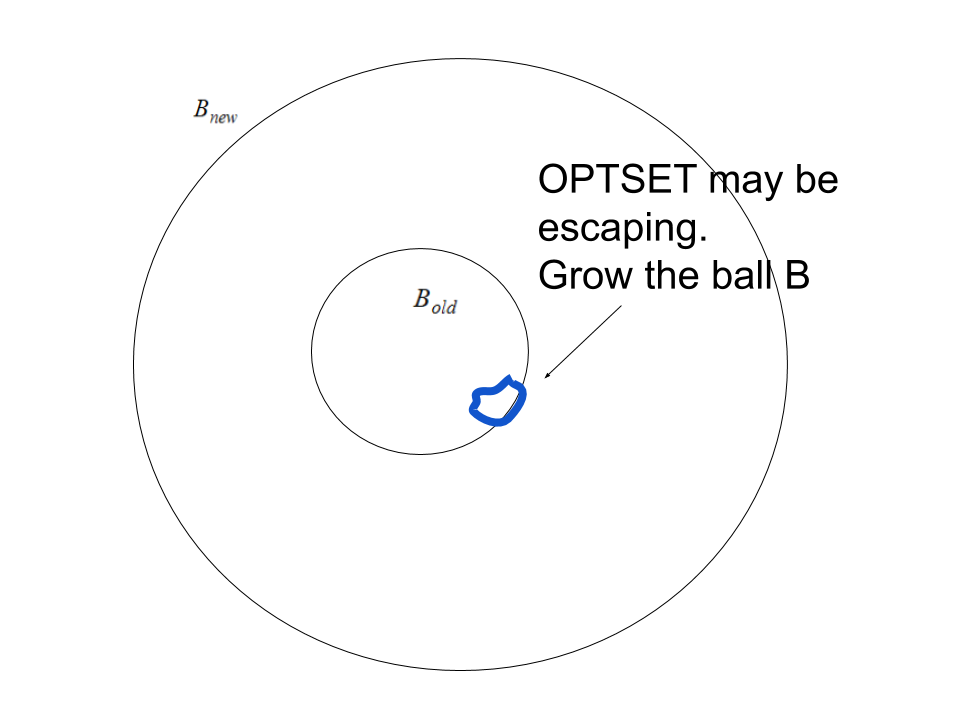 B_new
OPTSET may be
escaping.
Grow the ball B
B_old